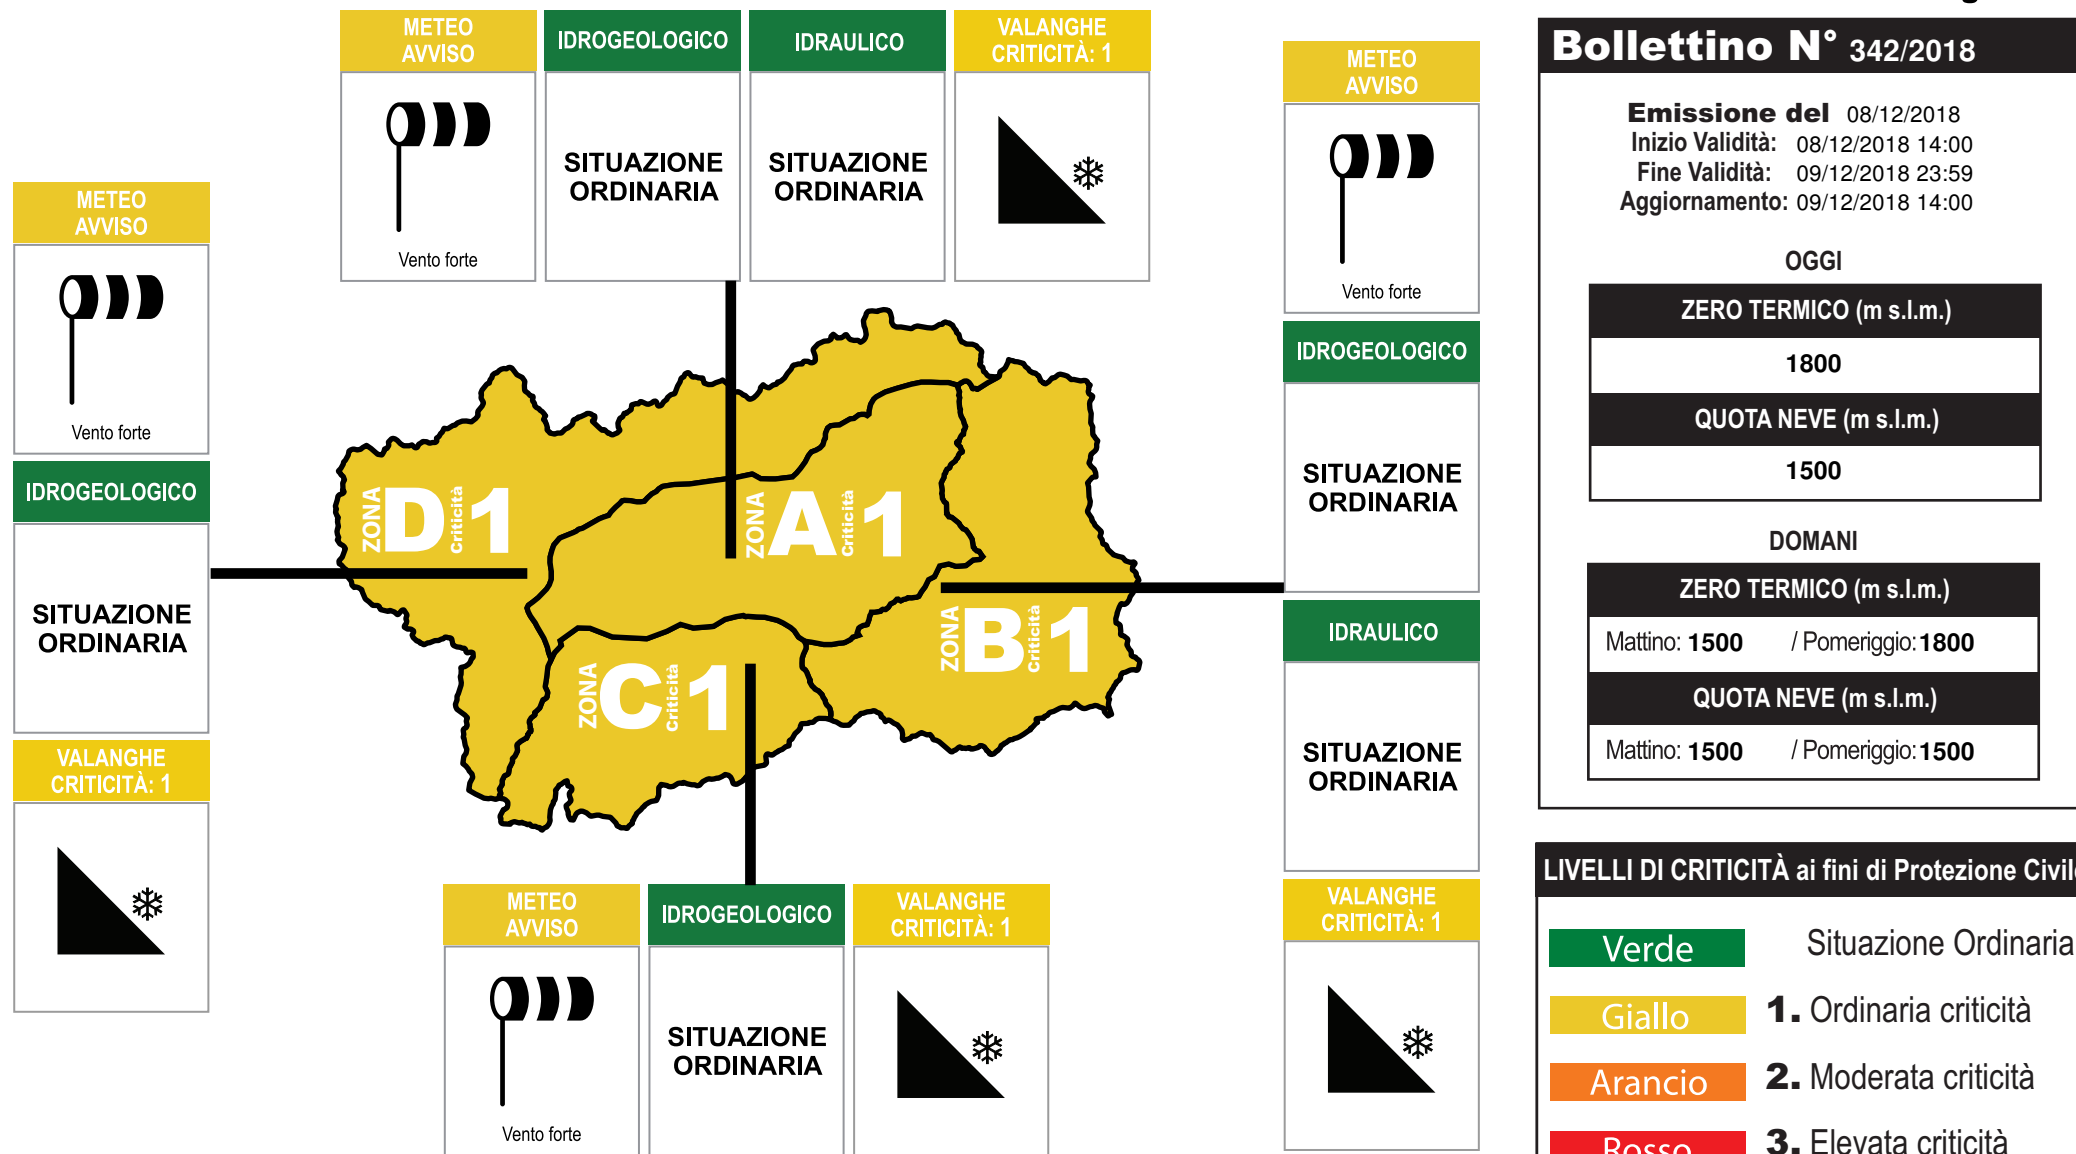 METEO
AVVISO
Vento forte
IDROGEOLOGICO
SITUAZIONE
ORDINARIA
IDRAULICO
SITUAZIONE
ORDINARIA
VALANGHE
CRITICITÀ: 1
METEO
AVVISO
Vento forte
IDROGEOLOGICO
SITUAZIONE
ORDINARIA
VALANGHE
CRITICITÀ: 1
METEO
AVVISO
Vento forte
IDROGEOLOGICO
SITUAZIONE
ORDINARIA
IDRAULICO
SITUAZIONE
ORDINARIA
VALANGHE
CRITICITÀ: 1
ZONA D Criticità 1
ZONA A Criticità 1
ZONA B Criticità 1
ZONA C Criticità 1
METEO
AVVISO
Vento forte
IDROGEOLOGICO
SITUAZIONE
ORDINARIA
VALANGHE
CRITICITÀ: 1
Bollettino N° 342/2018
Emissione del 08/12/2018
Inizio Validità: 08/12/2018 14:00
Fine Validità: 09/12/2018 23:59
Aggiornamento: 09/12/2018 14:00
OGGI
ZERO TERMICO (m s.l.m.)
1800
QUOTA NEVE (m s.l.m.)
1500
DOMANI
ZERO TERMICO (m s.l.m.)
Mattino: 1500 / Pomeriggio: 1800
QUOTA NEVE (m s.l.m.)
Mattino: 1500 / Pomeriggio: 1500
LIVELLI DI CRITICITÀ ai fini di Protezione Civile
Verde Situazione Ordinaria
Giallo 1. Ordinaria criticità
Arancio 2. Moderata criticità
Rosso 3. Elevata criticità